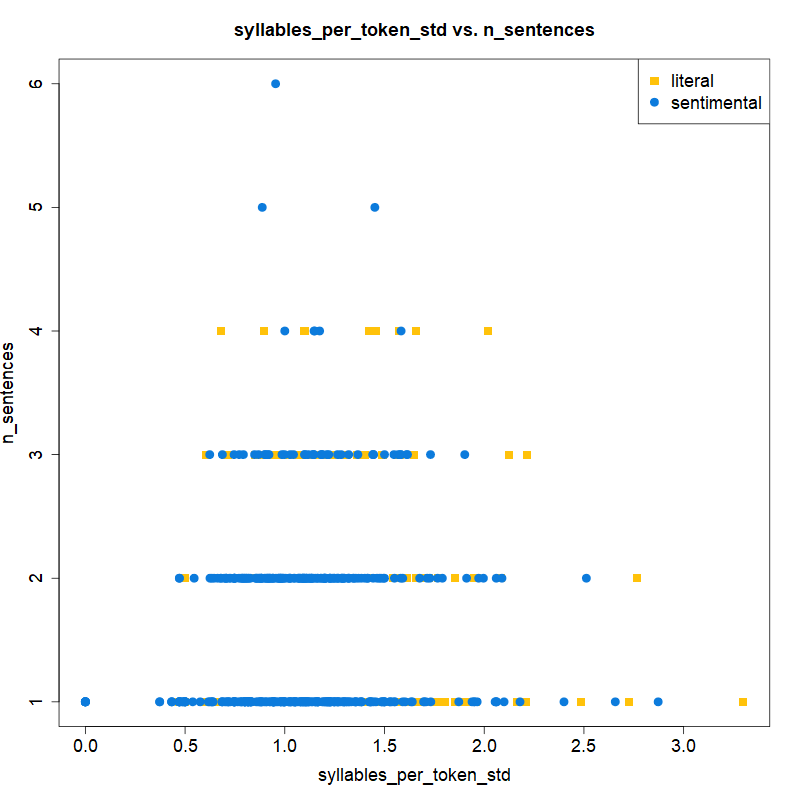 syllables_per_token_std vs. n_sentences
literal
sentimental
6
5
4
3
2
1
n_sentences
0.0 0.5 1.0 1.5 2.0 2.5 3.0
syllables_per_token_std